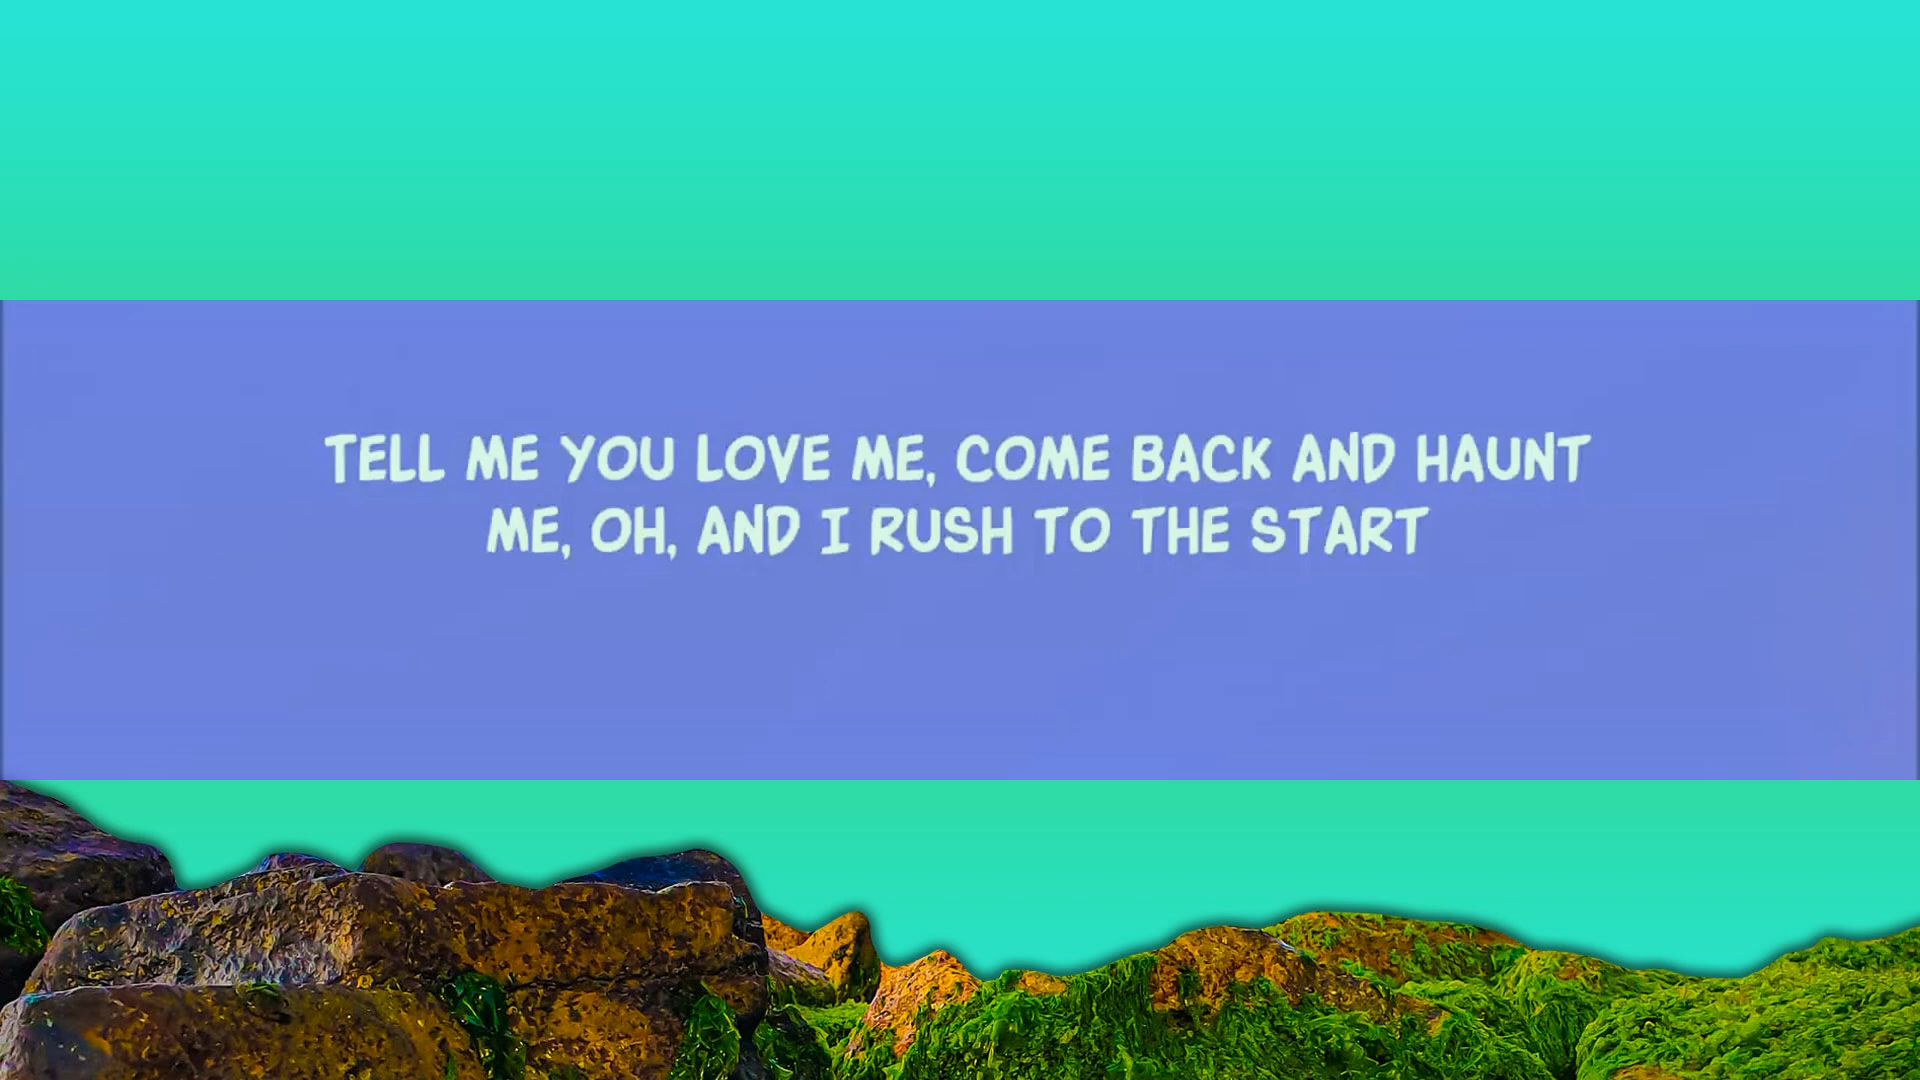 TELL ME YOU LOVE ME, COME BACK AND HAUNT
ME, OH, AND I RUSH TO THE START